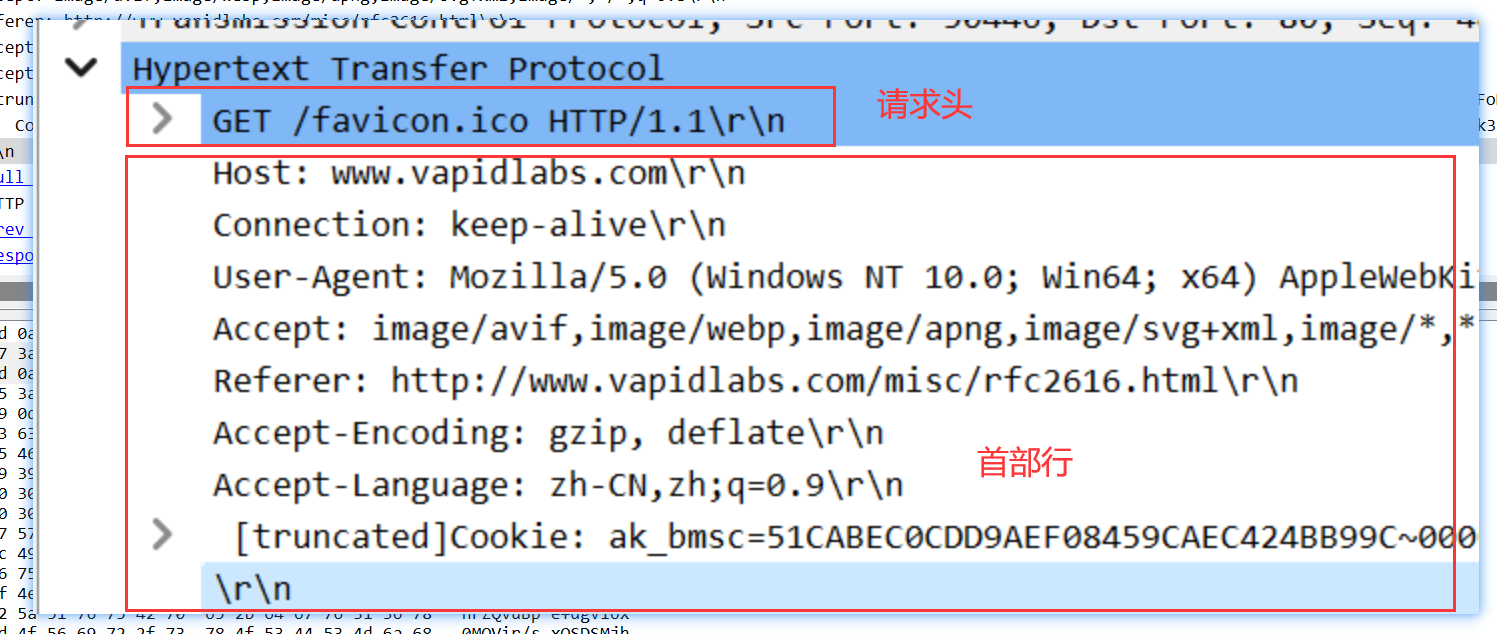 Hypertext Transfer Protocol
GET /favicon.ico HTTP/1.1\r\n
请求头
Host: www.vapidlabs.com\r\n
Connection: keep-alive\r\n
User-Agent: Mozilla/5.0 (Windows NT 10.0; Win64; x64) AppleWebKi
Accept: image/avif,image/webp,image/apng,image/svg+xml,image/*,*
Referer: http://www.vapidlabs.com/misc/rfc2616.html\r\n
Accept-Encoding: gzip, deflate\r\n
首部行
Accept-Language: zh-CN,zh;q=0.9\r\n
[truncated]Cookie: ak_bmsc=51CABEC0CDD9AEF08459CAEC424BB99C~000
\r\n